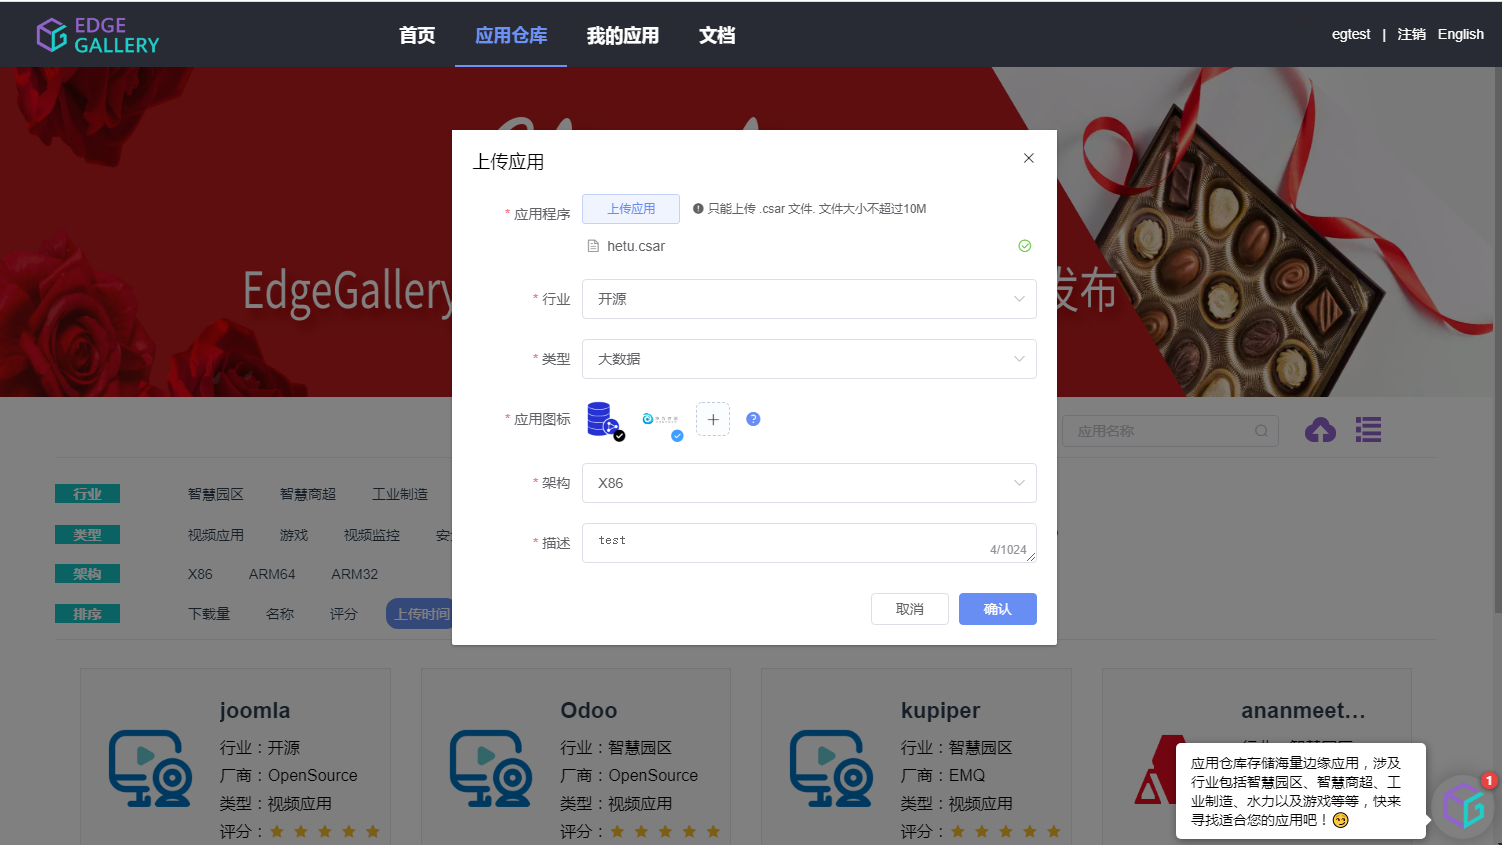 EDGE
GALLERY
首页 应用仓库 我的应用 文档
egtest | 注销 English
EdgeGallery
发布
上传应用
* 应用程序 上传应用 只能上传 .csar 文件. 文件大小不超过10M
hetu.csar
* 行业 开源
* 类型 大数据
* 应用图标
* 架构 X86
* 描述 test
4/1024
取消 确认
应用名称
行业 智慧园区 智慧商超 工业制造
类型 视频应用 游戏 视频监控
架构 X86 ARM64 ARM32
排序 下载量 名称 评分 上传时间
joomla
行业：开源
厂商：OpenSource
类型：视频应用
评分：
Odoo
行业：智慧园区
厂商：OpenSource
类型：视频应用
评分：
kupiper
行业：智慧园区
厂商：EMQ
类型：视频应用
评分：
ananmeet...
应用仓库存储海量边缘应用，涉及
行业包括智慧园区、智慧商超、工
业制造、水力以及游戏等等，快来
寻找适合您的应用吧！
1